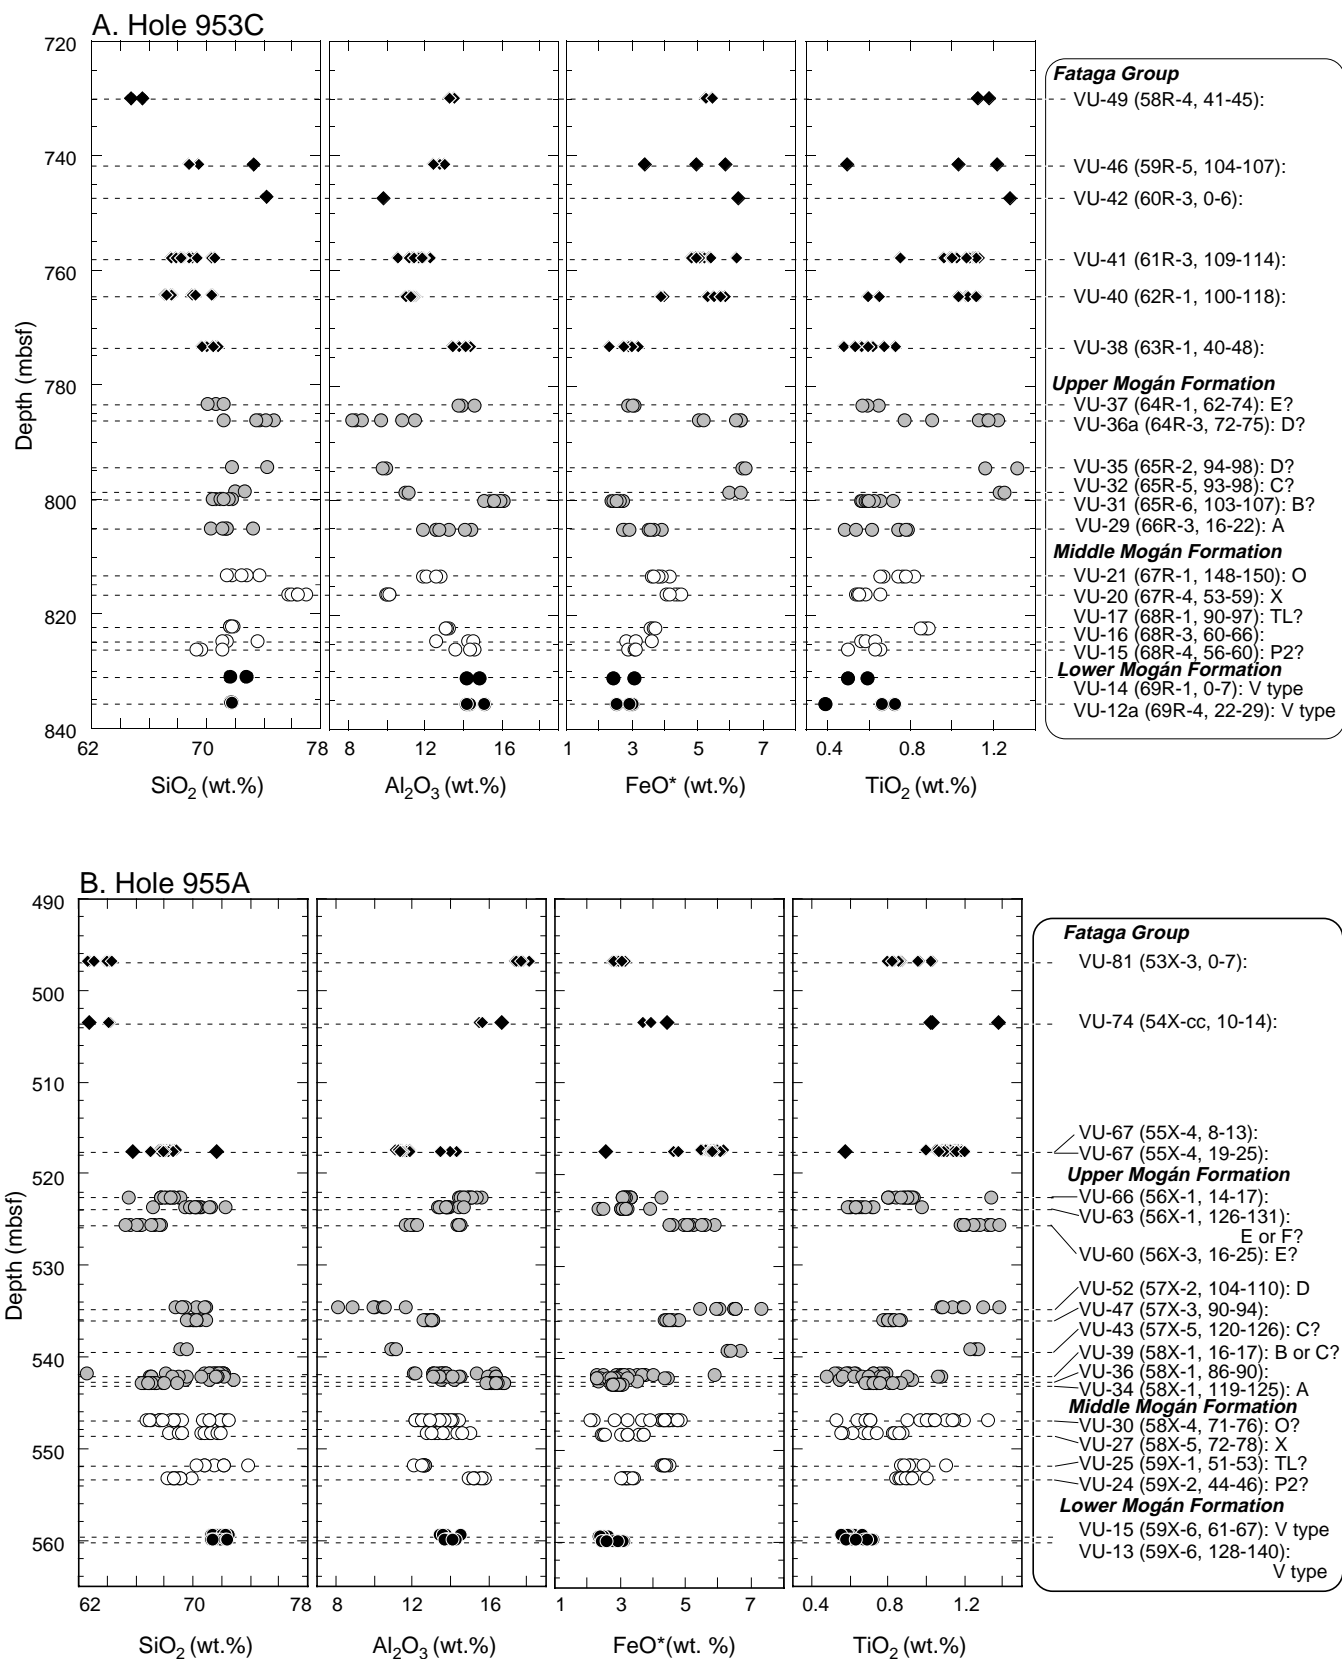 A. Hole 953C
720
740
760
780
800
820
840
Depth (mbsf)
62
70
78
8
12
16
1
3
5
7
0.4
0.8
1.2
SiO2 (wt.%)
Al2O3 (wt.%)
FeO* (wt.%)
TiO2 (wt.%)
Fataga Group
VU-49 (58R-4, 41-45):
VU-46 (59R-5, 104-107):
VU-42 (60R-3, 0-6):
VU-41 (61R-3, 109-114):
VU-40 (62R-1, 100-118):
VU-38 (63R-1, 40-48):
Upper Mogán Formation
VU-37 (64R-1, 62-74): E?
VU-36a (64R-3, 72-75): D?
VU-35 (65R-2, 94-98): D?
VU-32 (65R-5, 93-98): C?
VU-31 (65R-6, 103-107): B?
VU-29 (66R-3, 16-22): A
Middle Mogán Formation
VU-21 (67R-1, 148-150): O
VU-20 (67R-4, 53-59): X
VU-17 (68R-1, 90-97): TL?
VU-16 (68R-3, 60-66):
VU-15 (68R-4, 56-60): P2?
Lower Mogán Formation
VU-14 (69R-1, 0-7): V type
VU-12a (69R-4, 22-29): V type
B. Hole 955A
490
500
510
520
530
540
550
560
Depth (mbsf)
62
70
78
8
12
16
1
3
5
7
0.4
0.8
1.2
SiO2 (wt.%)
Al2O3 (wt.%)
FeO*(wt. %)
TiO2 (wt.%)
Fataga Group
VU-81 (53X-3, 0-7):
VU-74 (54X-cc, 10-14):
VU-67 (55X-4, 8-13):
VU-67 (55X-4, 19-25):
Upper Mogán Formation
VU-66 (56X-1, 14-17):
VU-63 (56X-1, 126-131):
E or F?
VU-60 (56X-3, 16-25): E?
VU-52 (57X-2, 104-110): D
VU-47 (57X-3, 90-94):
VU-43 (57X-5, 120-126): C?
VU-39 (58X-1, 16-17): B or C?
VU-36 (58X-1, 86-90):
VU-34 (58X-1, 119-125): A
Middle Mogán Formation
VU-30 (58X-4, 71-76): O?
VU-27 (58X-5, 72-78): X
VU-25 (59X-1, 51-53): TL?
VU-24 (59X-2, 44-46): P2?
Lower Mogán Formation
VU-15 (59X-6, 61-67): V type
VU-13 (59X-6, 128-140):
V type